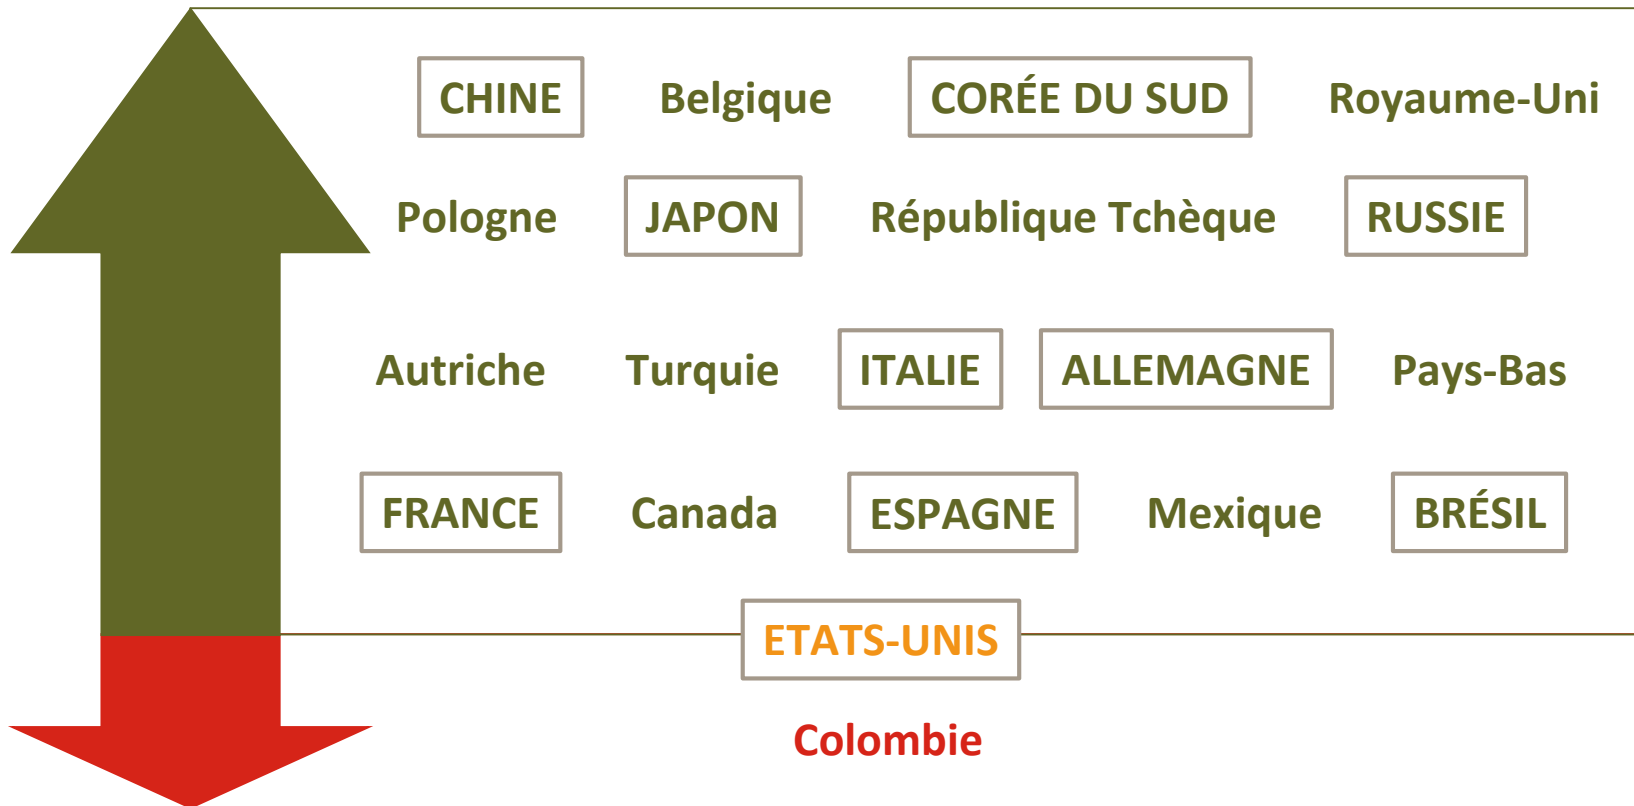 CHINE Belgique CORÉE DU SUD Royaume-Uni
Pologne JAPON République Tchèque RUSSIE
Autriche Turquie ITALIE ALLEMAGNE Pays-Bas
FRANCE Canada ESPAGNE Mexique BRÉSIL
ETATS-UNIS
Colombie